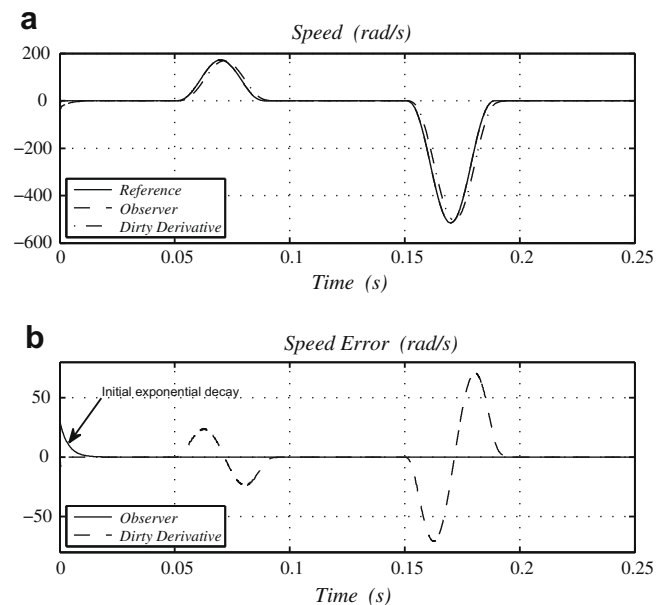 a
Speed (rad/s)
200
0
−200
−400
−600
Reference
Observer
Dirty Derivative
0 0.05 0.1 0.15 0.2 0.25
Time (s)
b
Speed Error (rad/s)
50
0
−50
Initial exponential decay
Observer
Dirty Derivative
0 0.05 0.1 0.15 0.2 0.25
Time (s)